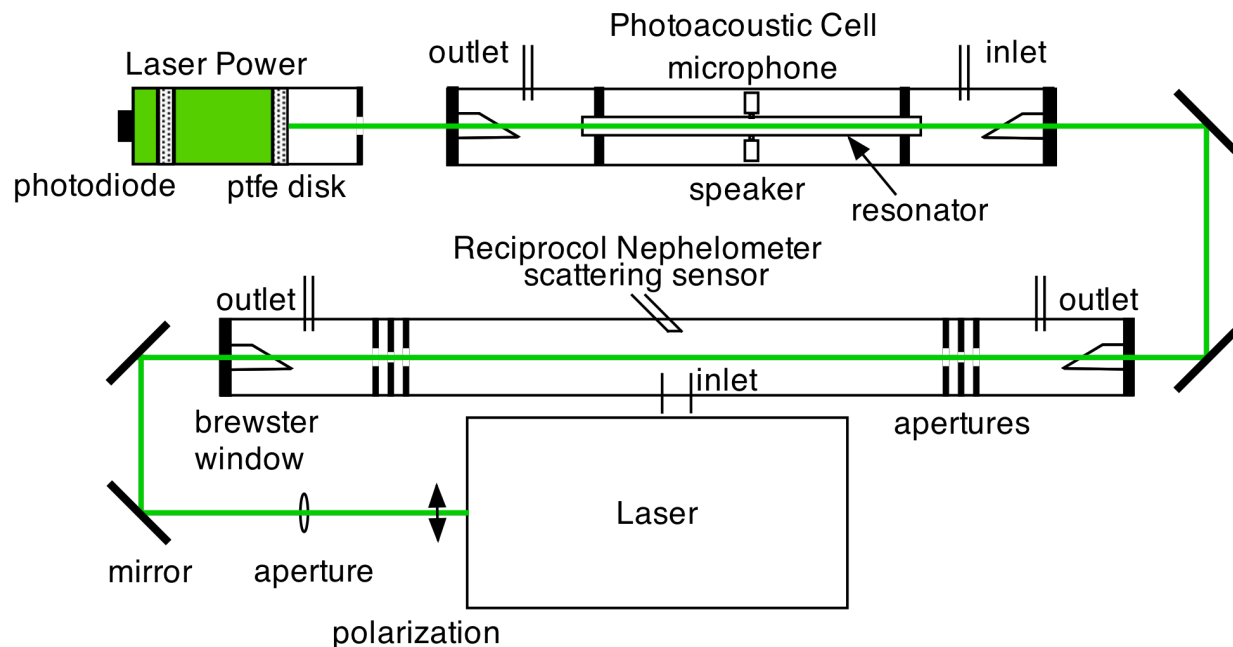 Photoacoustic Cell
outlet
inlet
Laser Power
microphone
photodiode
ptfe disk
speaker
resonator
Reciprocol Nephelometer
scattering sensor
outlet
outlet
inlet
brewster
window
apertures
Laser
mirror
aperture
polarization